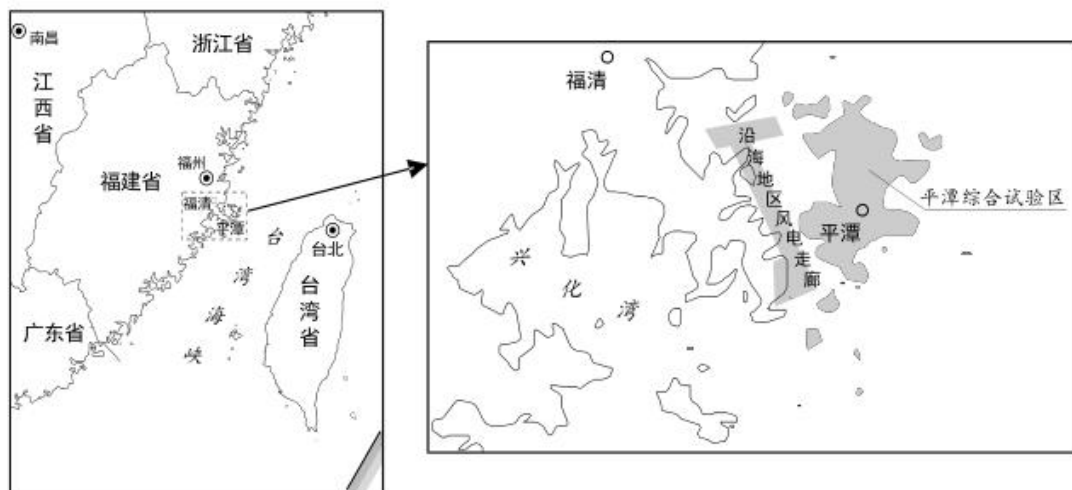 南昌
浙江省
江西省
福建省
福州
福清
平潭
台湾海峡
台北
台湾省
广东省
福清
沿海地区风电走廊
平潭综合试验区
平潭
兴化湾